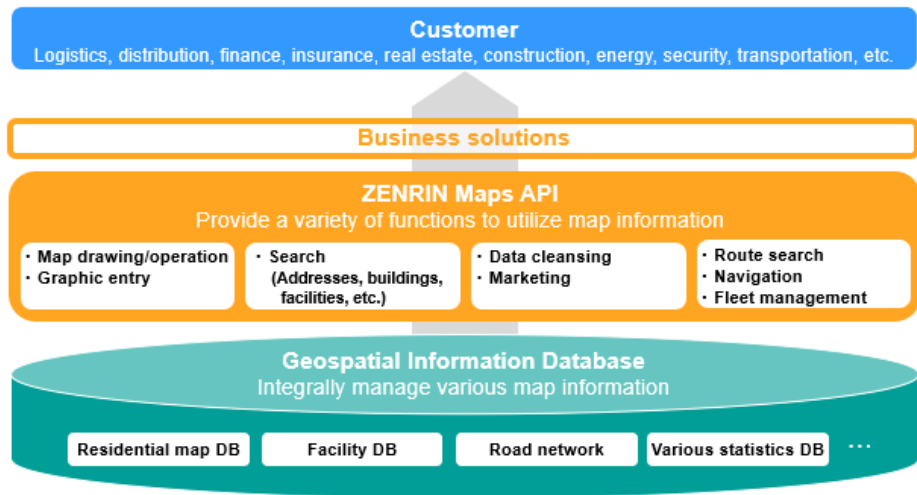 Customer
Logistics, distribution, finance, insurance, real estate, construction, energy, security, transportation, etc.
Business solutions
ZENRIN Maps API
Provide a variety of functions to utilize map information
・Map drawing/operation
・Graphic entry
・Search
(Addresses, buildings,
facilities, etc.)
・Data cleansing
・Marketing
・Route search
・Navigation
・Fleet management
Geospatial Information Database
Integrally manage various map information
Residential map DB
Facility DB
Road network
Various statistics DB
…